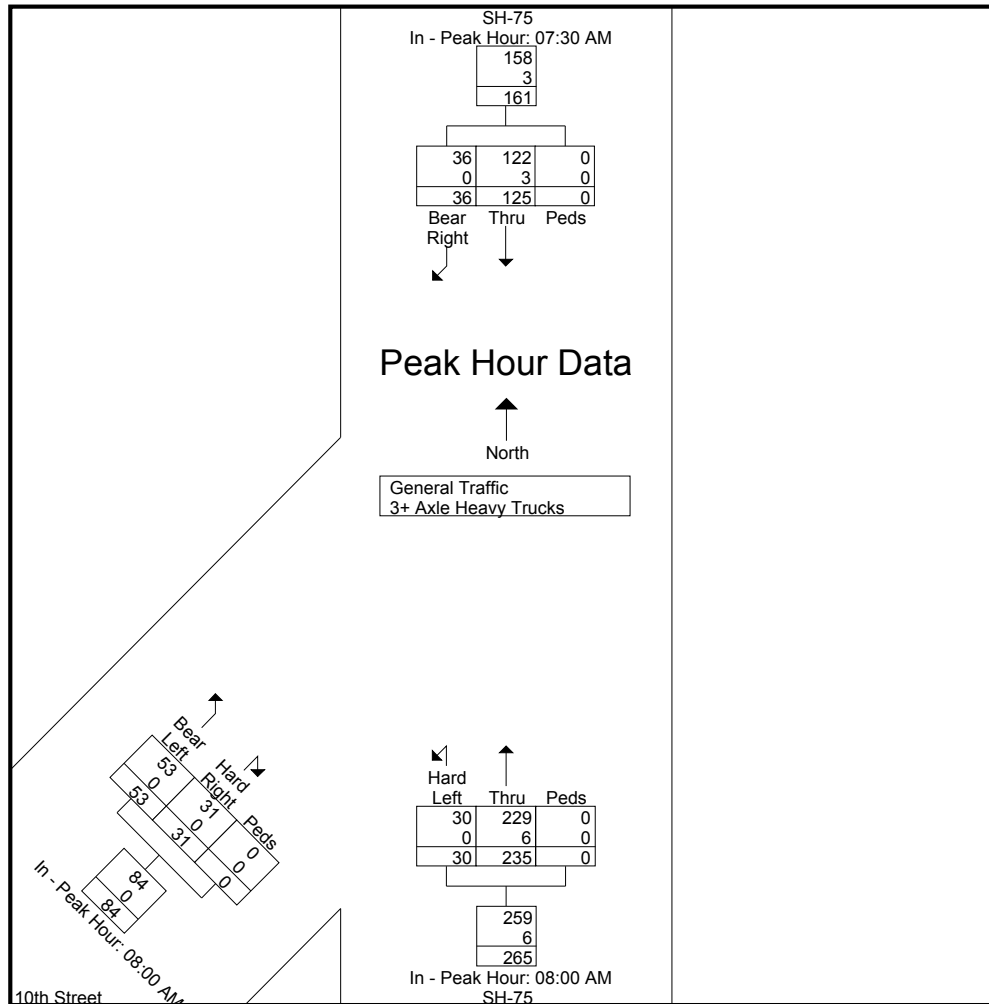 SH-75
In - Peak Hour: 07:30 AM
158
3
161
36 122 0
0 3 0
36 125 0
Bear Thru Peds
Right
Peak Hour Data
North
General Traffic
3+ Axle Heavy Trucks
Bear
Left
Hard
Right
Peds
53 31 0
0 0 0
53 31 0
84
0
84
In - Peak Hour: 08:00 AM
10th Street
Hard
Left Thru Peds
30 229 0
0 6 0
30 235 0
259
6
265
In - Peak Hour: 08:00 AM
SH-75